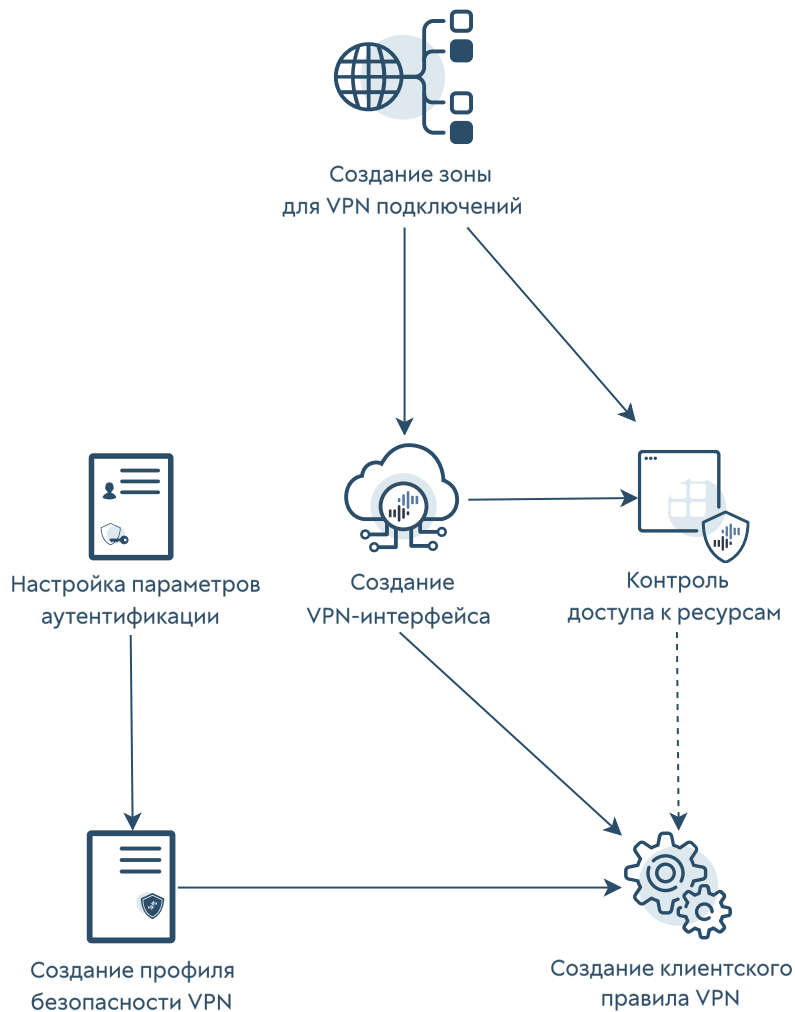 Создание зоны
для VPN подключений
Настройка параметров
аутентификации
Создание
VPN-интерфейса
Контроль
доступа к ресурсам
Создание профиля
безопасности VPN
Создание клиентского
правила VPN